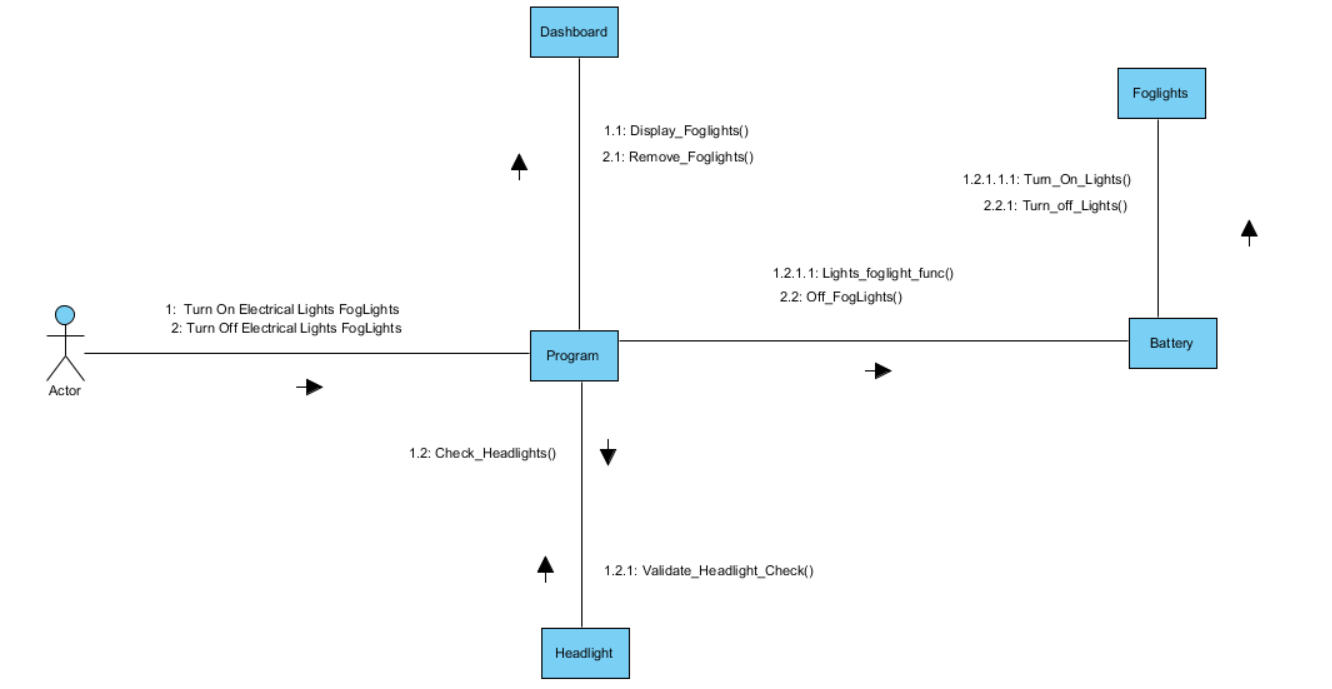 Dashboard
Foglights
1.1: Display_Foglights()
2.1: Remove_Foglights()
1.2.1.1.1: Turn_On_Lights()
2.2.1: Turn_off_Lights()
1.2.1.1: Lights_foglight_func()
2.2: Off_FogLights()
1: Turn On Electrical Lights FogLights
2: Turn Off Electrical Lights FogLights
Program
Battery
Actor
1.2: Check_Headlights()
1.2.1: Validate_Headlight_Check()
Headlight